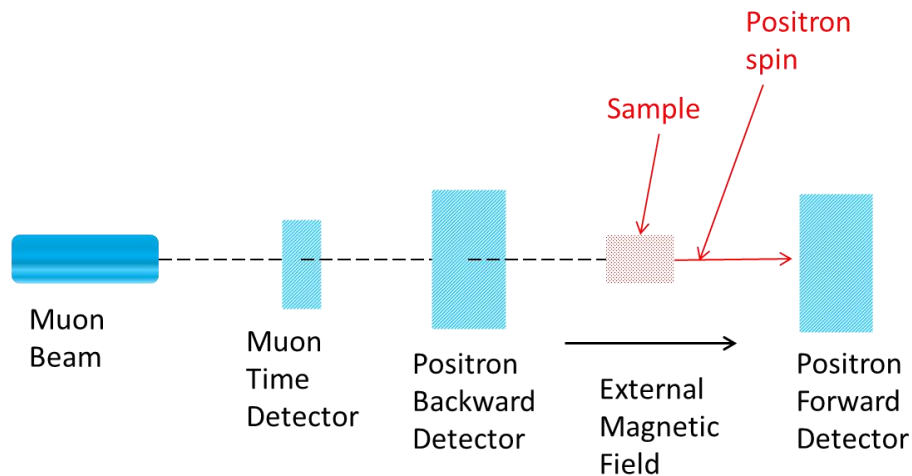 Positron
spin
Sample
Muon
Beam
Muon
Time
Detector
Positron
Backward
Detector
External
Magnetic
Field
Positron
Forward
Detector